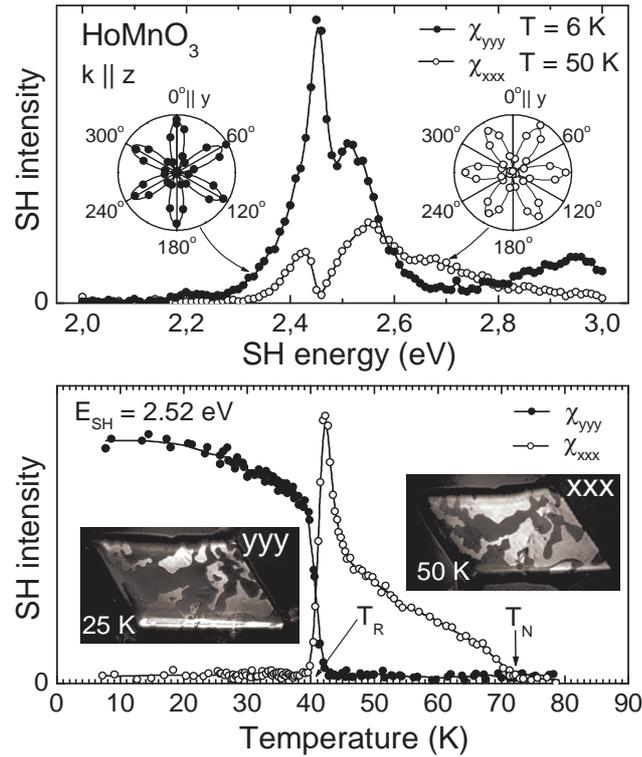 HoMnO₃
k || z
χyyy T = 6 K
χxxx T = 50 K
0° || y
300°
60°
240°
120°
180°
0° || y
300°
60°
240°
120°
180°
SH intensity
0
2,0 2,2 2,4 2,6 2,8 3,0
SH energy (eV)
E_SH = 2.52 eV
χyyy
χxxx
yyy
25 K
xxx
50 K
T_R
T_N
SH intensity
0
0 10 20 30 40 50 60 70 80 90
Temperature (K)